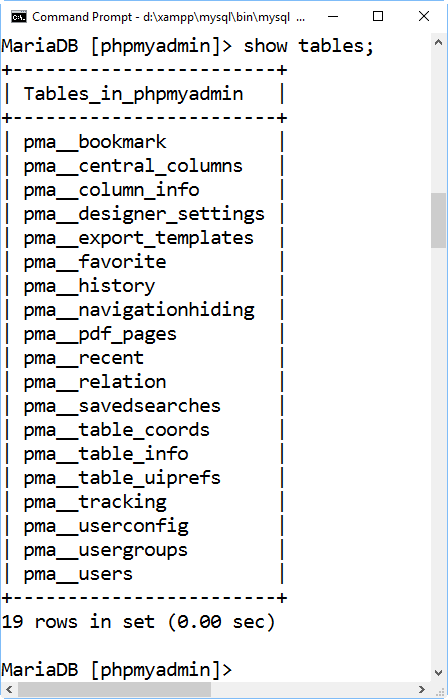 Command Prompt - d:\xampp\mysql\bin\mysql ...
MariaDB [phpmyadmin]> show tables;
+------------------------+
| Tables_in_phpmyadmin   |
+------------------------+
| pma__bookmark          |
| pma__central_columns   |
| pma__column_info       |
| pma__designer_settings |
| pma__export_templates  |
| pma__favorite          |
| pma__history           |
| pma__navigationhiding  |
| pma__pdf_pages         |
| pma__recent            |
| pma__relation          |
| pma__savedsearches     |
| pma__table_coords      |
| pma__table_info        |
| pma__table_uiprefs     |
| pma__tracking          |
| pma__userconfig        |
| pma__usergroups        |
| pma__users             |
+------------------------+
19 rows in set (0.00 sec)
MariaDB [phpmyadmin]>